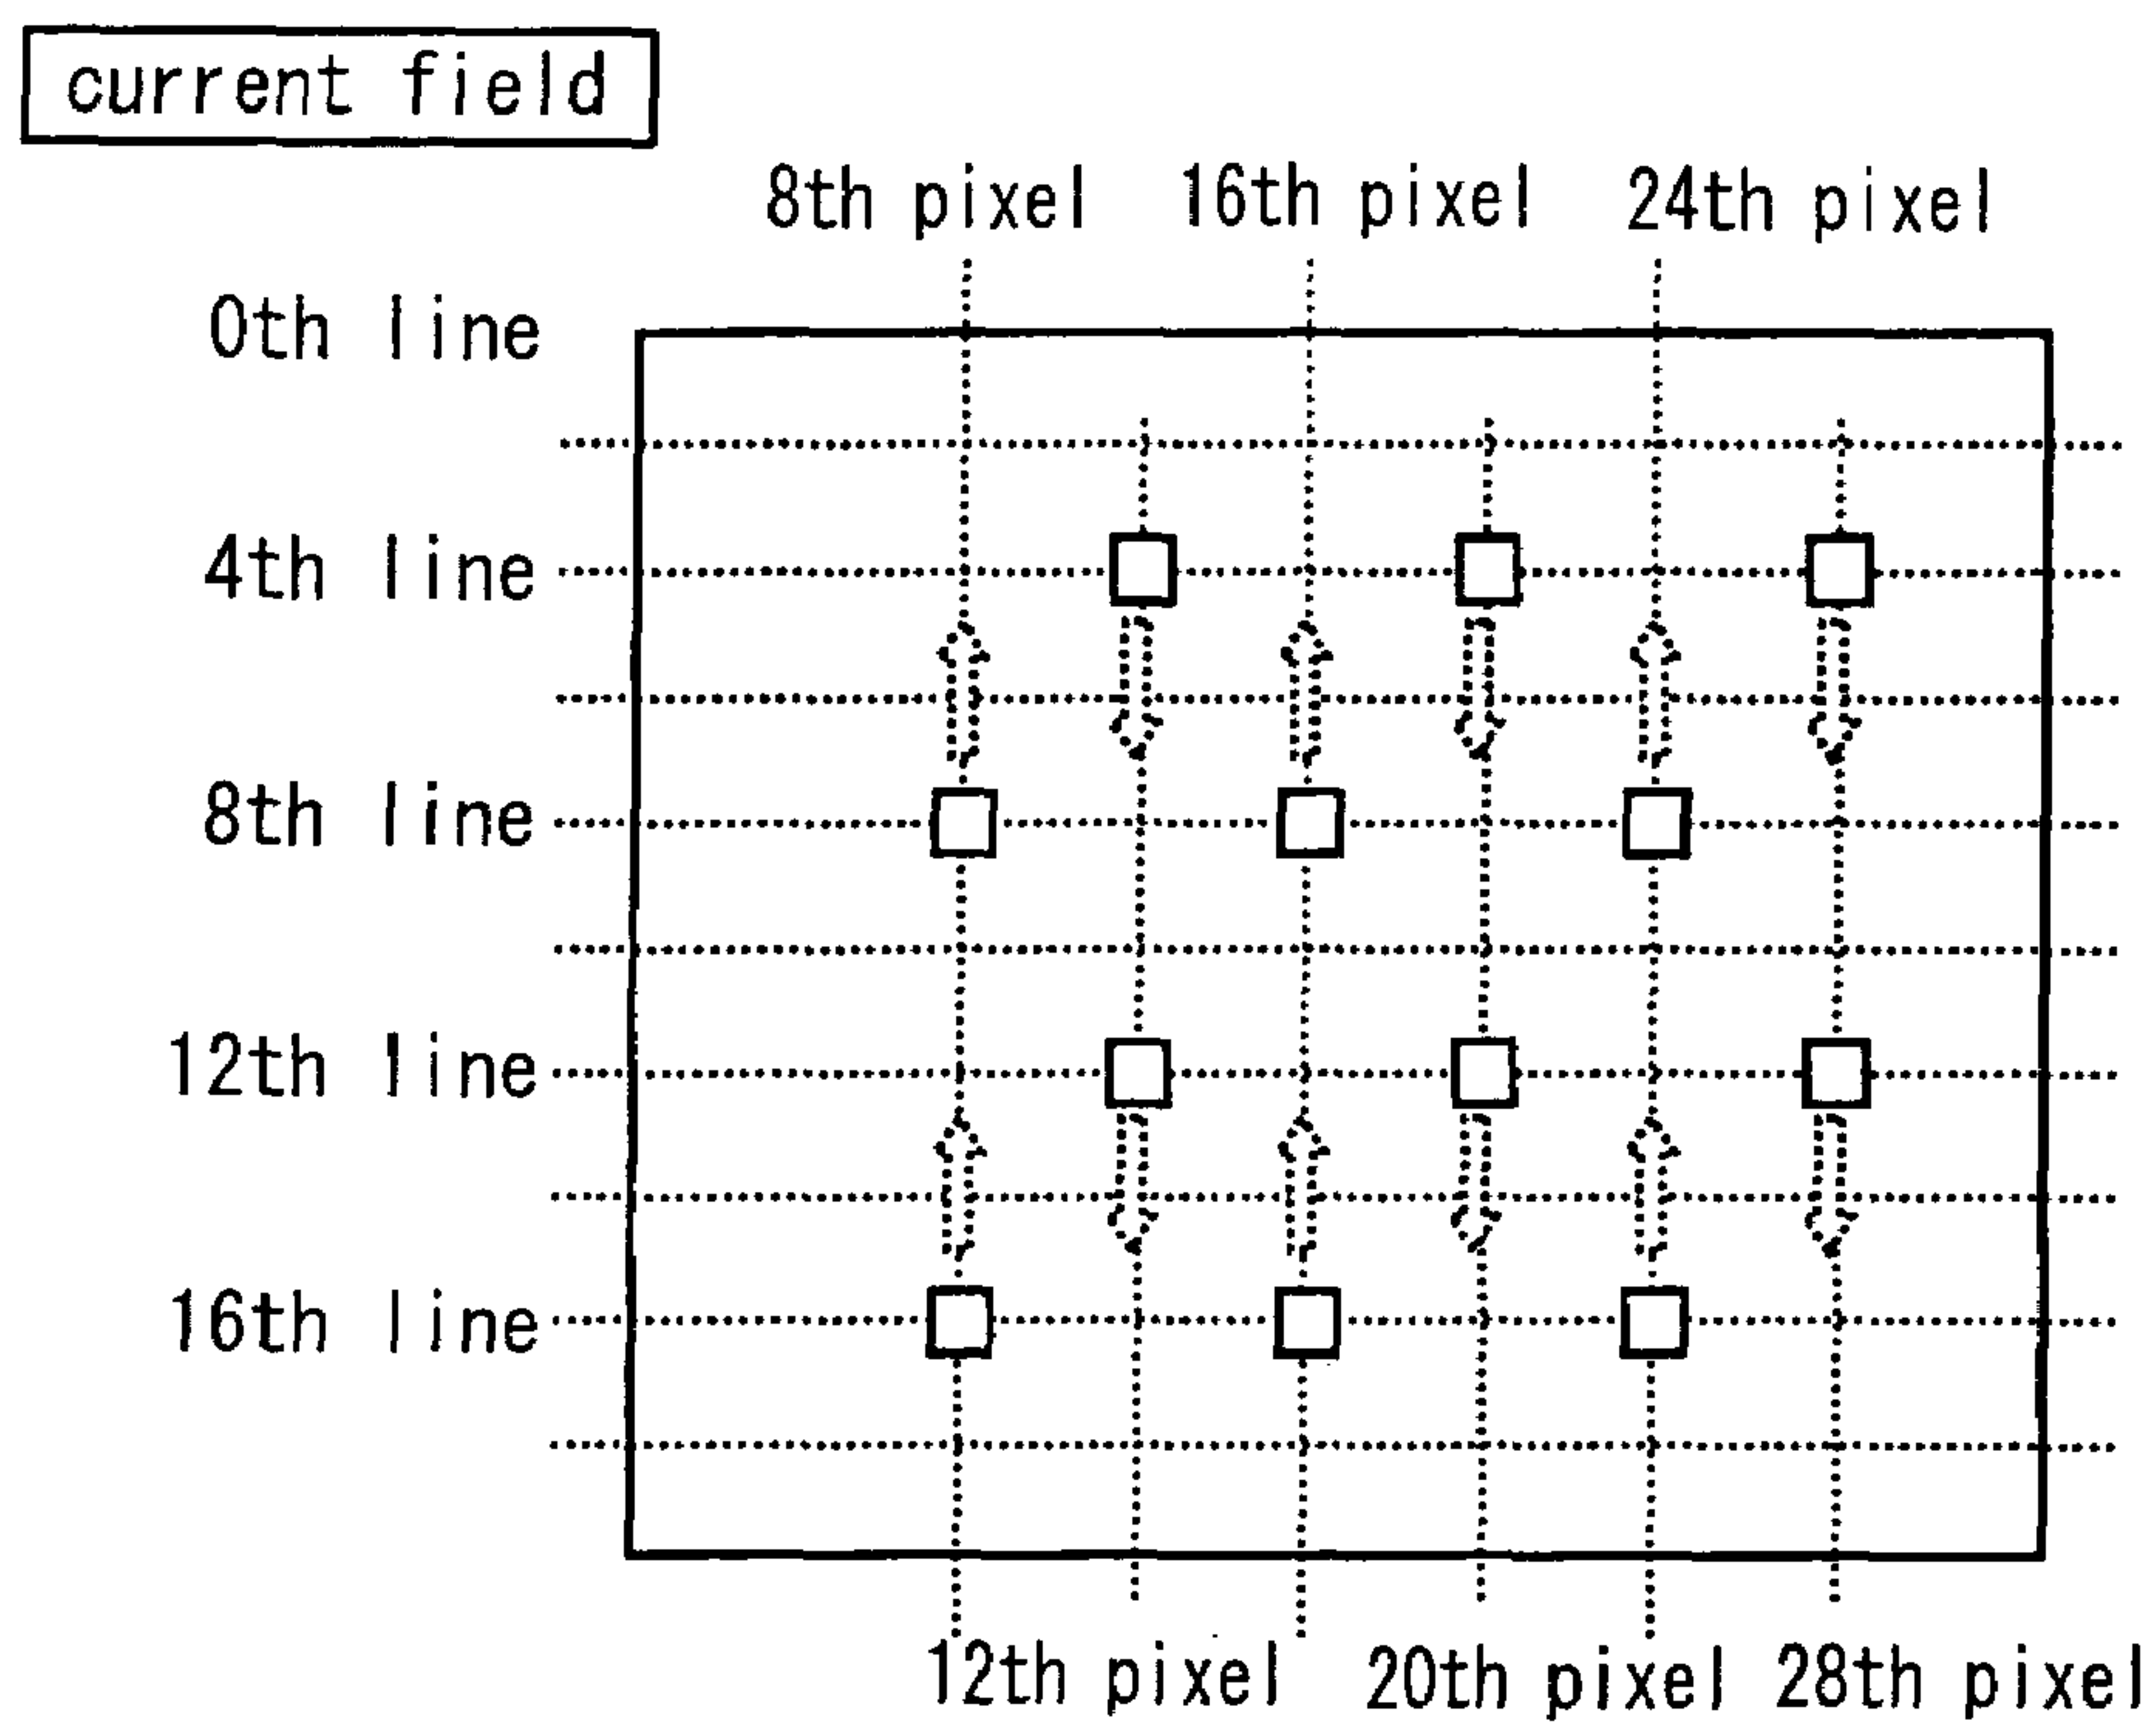 current field
8th pixel 16th pixel 24th pixel
0th line
4th line
8th line
12th line
16th line
12th pixel 20th pixel 28th pixel